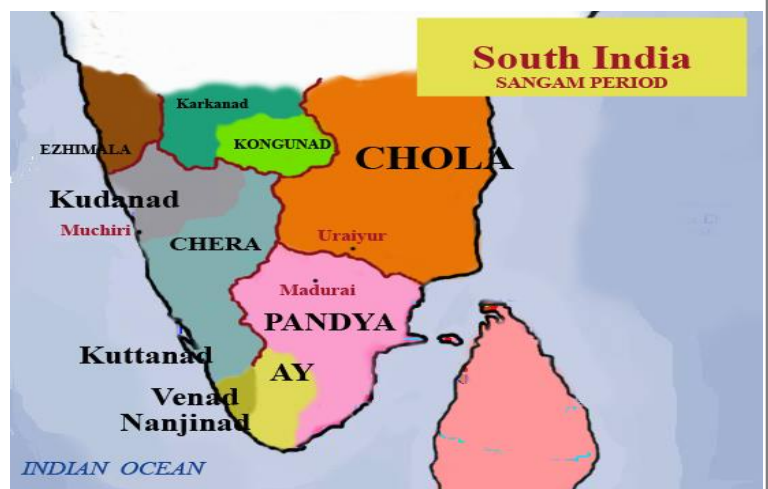 South India
SANGAM PERIOD
Karkanad
EZHIMALA
KONGUNAD
CHOLA
Kudanad
Muchiri
CHERA
Uraiyur
Madurai
PANDYA
Kuttanad
AY
Venad
Nanjinad
INDIAN OCEAN